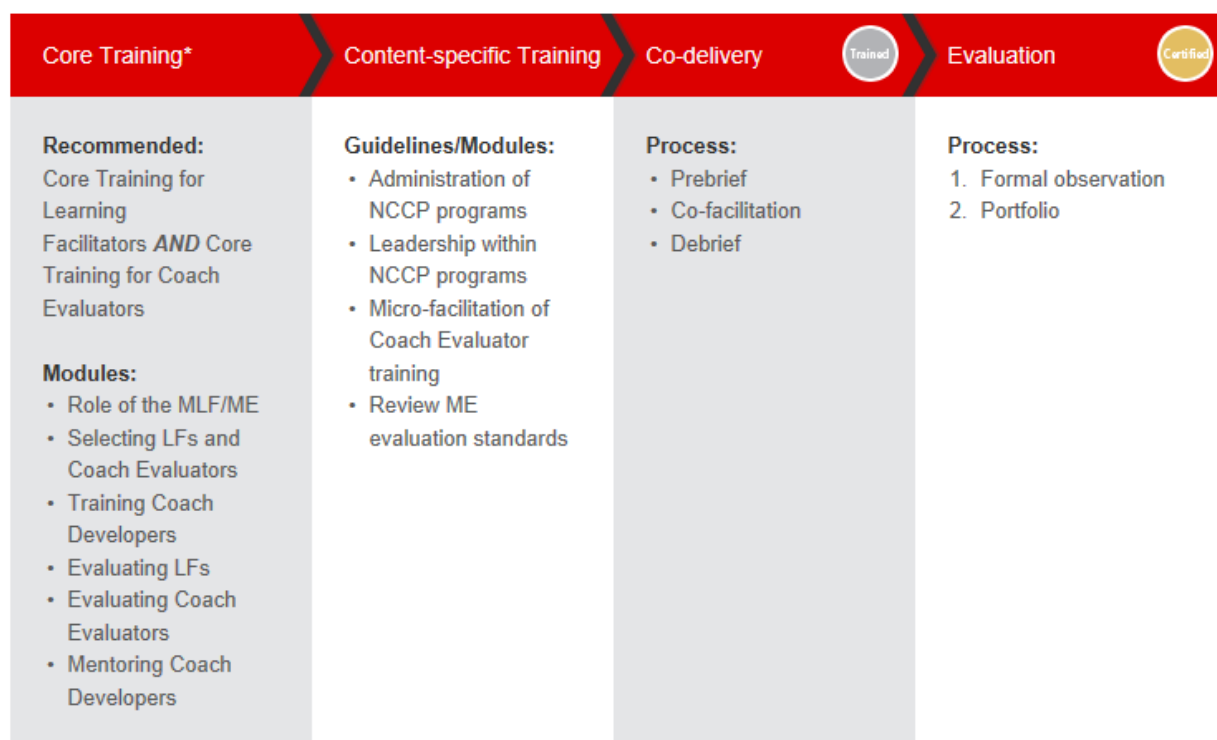 Core Training*
Content-specific Training
Co-delivery
Trained
Evaluation
Certified
Recommended:
Core Training for
Learning
Facilitators AND Core
Training for Coach
Evaluators
Modules:
• Role of the MLF/ME
• Selecting LFs and
Coach Evaluators
• Training Coach
Developers
• Evaluating LFs
• Evaluating Coach
Evaluators
• Mentoring Coach
Developers
Guidelines/Modules:
• Administration of
NCCP programs
• Leadership within
NCCP programs
• Micro-facilitation of
Coach Evaluator
training
• Review ME
evaluation standards
Process:
• Prebrief
• Co-facilitation
• Debrief
Process:
1. Formal observation
2. Portfolio